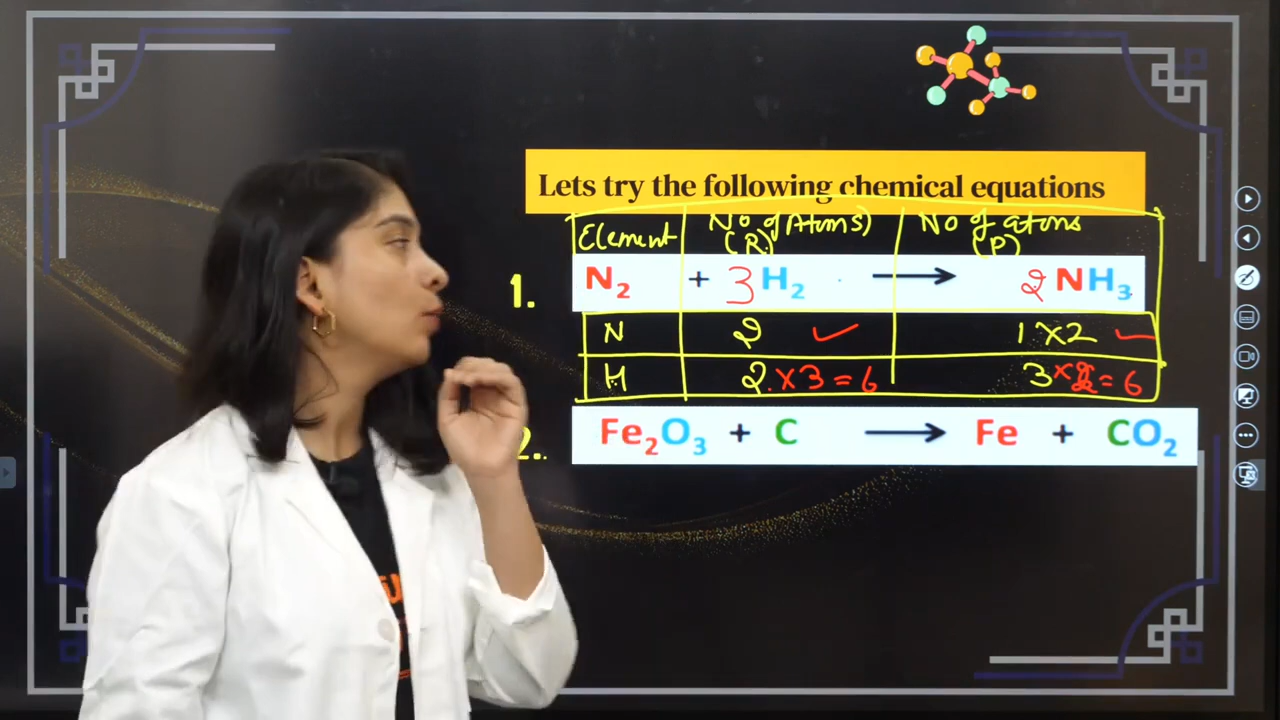 Lets try the following chemical equations
Element No of Atoms) No of atoms
(R) (P)
1. N₂ + 3H₂ → 2NH₃
N 2 ✓ 1×2 ✓
H 2.×3=6 3×2=6
2. Fe₂O₃ + C → Fe + CO₂